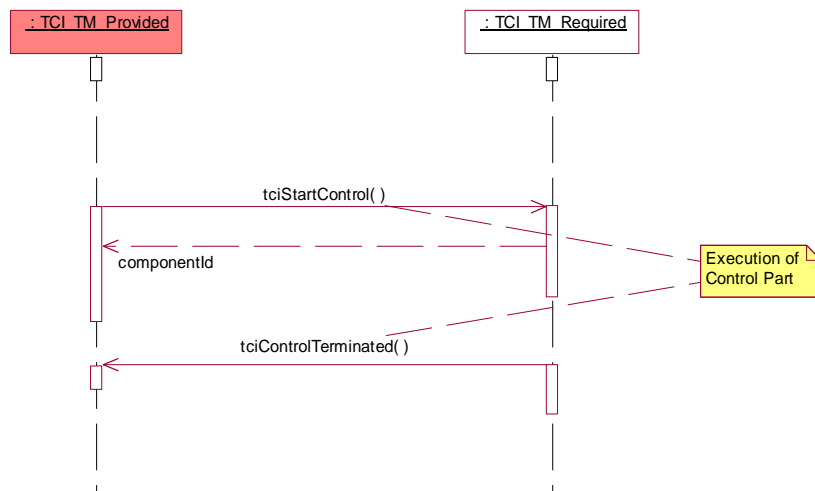 : TCI_TM_Provided
: TCI_TM_Required
tciStartControl( )
componentId
Execution of
Control Part
tciControlTerminated( )